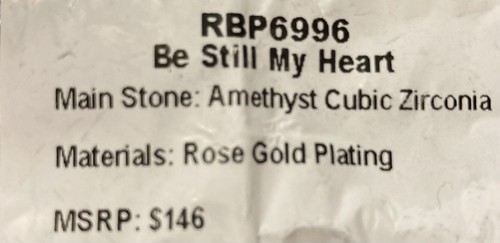 RBP6996
Be Still My Heart
Main Stone: Amethyst Cubic Zirconia
Materials: Rose Gold Plating
MSRP: $146